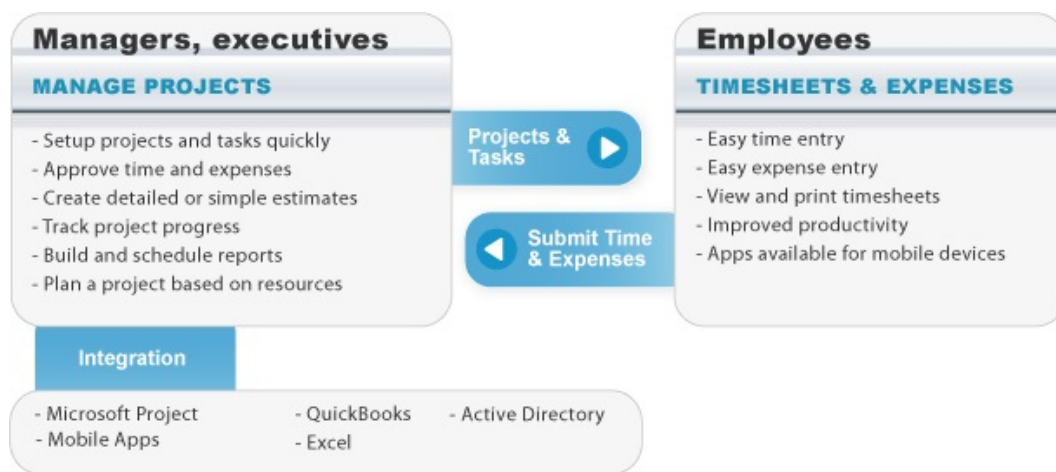 Managers, executives
MANAGE PROJECTS
- Setup projects and tasks quickly
- Approve time and expenses
- Create detailed or simple estimates
- Track project progress
- Build and schedule reports
- Plan a project based on resources
Projects &
Tasks
Submit Time
& Expenses
Employees
TIMESHEETS & EXPENSES
- Easy time entry
- Easy expense entry
- View and print timesheets
- Improved productivity
- Apps available for mobile devices
Integration
- Microsoft Project
- Mobile Apps
- QuickBooks
- Excel
- Active Directory